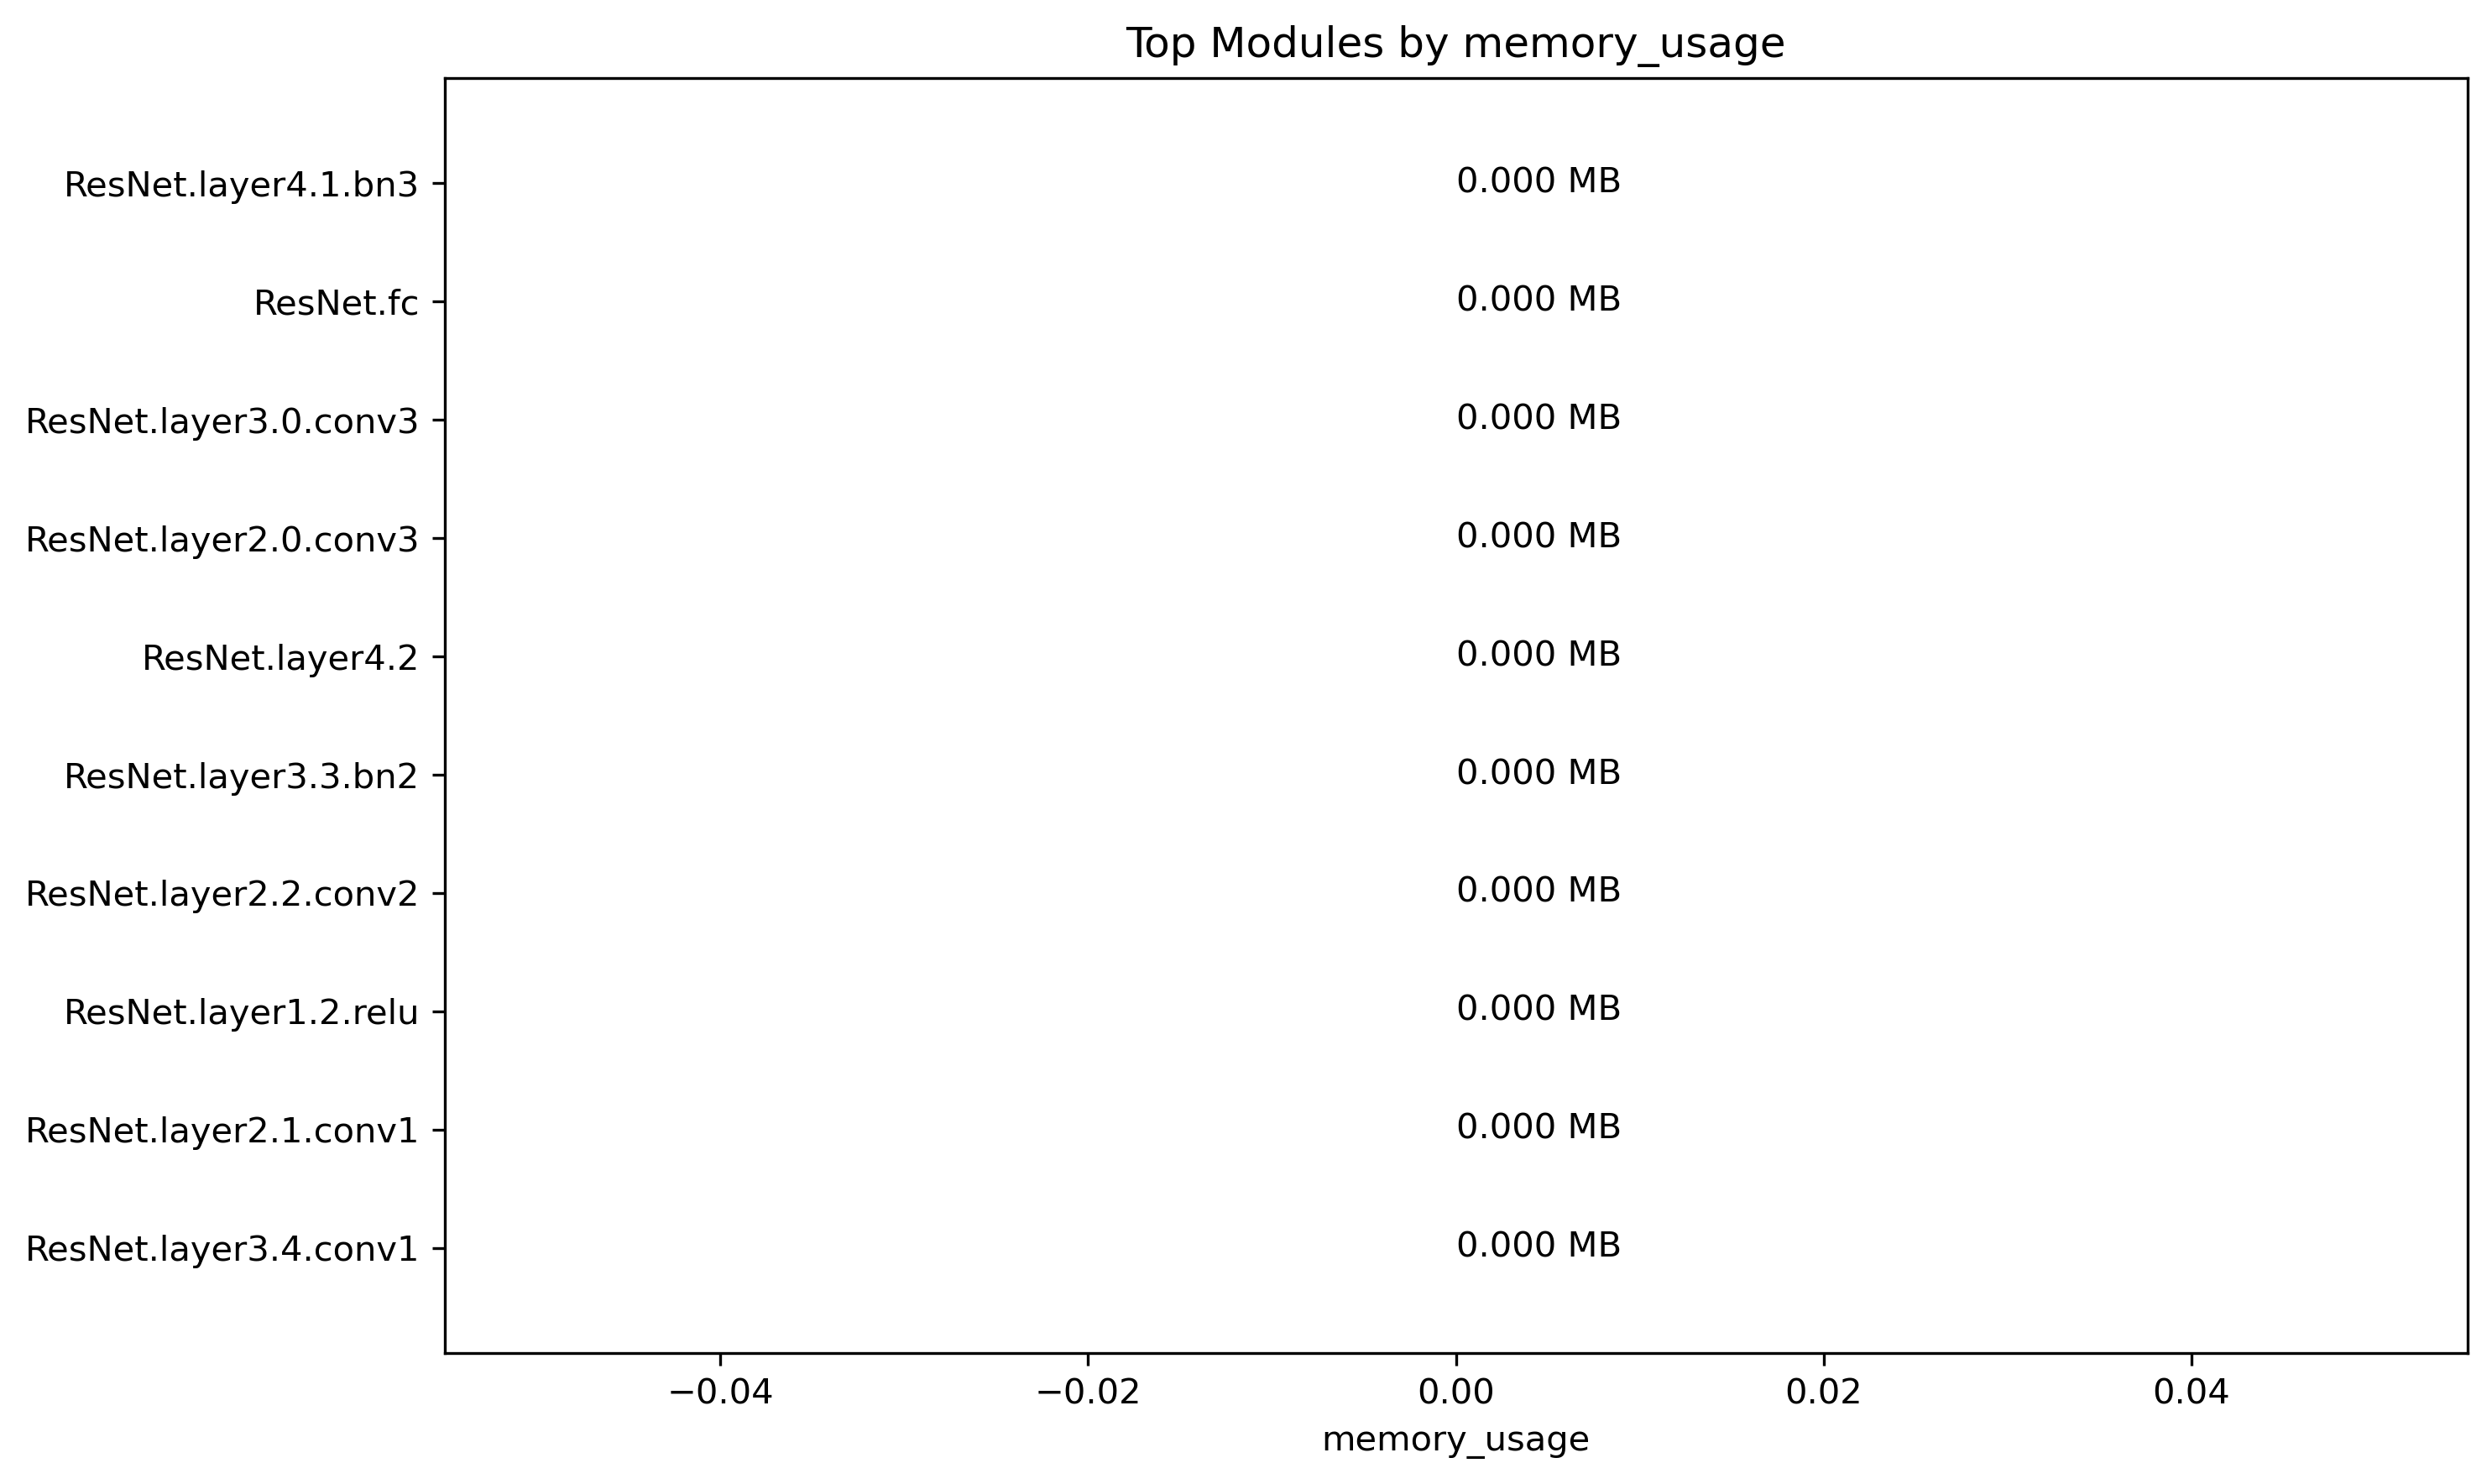 Top Modules by memory_usage
ResNet.layer4.1.bn3 0.000 MB
ResNet.fc 0.000 MB
ResNet.layer3.0.conv3 0.000 MB
ResNet.layer2.0.conv3 0.000 MB
ResNet.layer4.2 0.000 MB
ResNet.layer3.3.bn2 0.000 MB
ResNet.layer2.2.conv2 0.000 MB
ResNet.layer1.2.relu 0.000 MB
ResNet.layer2.1.conv1 0.000 MB
ResNet.layer3.4.conv1 0.000 MB
−0.04 −0.02 0.00 0.02 0.04
memory_usage